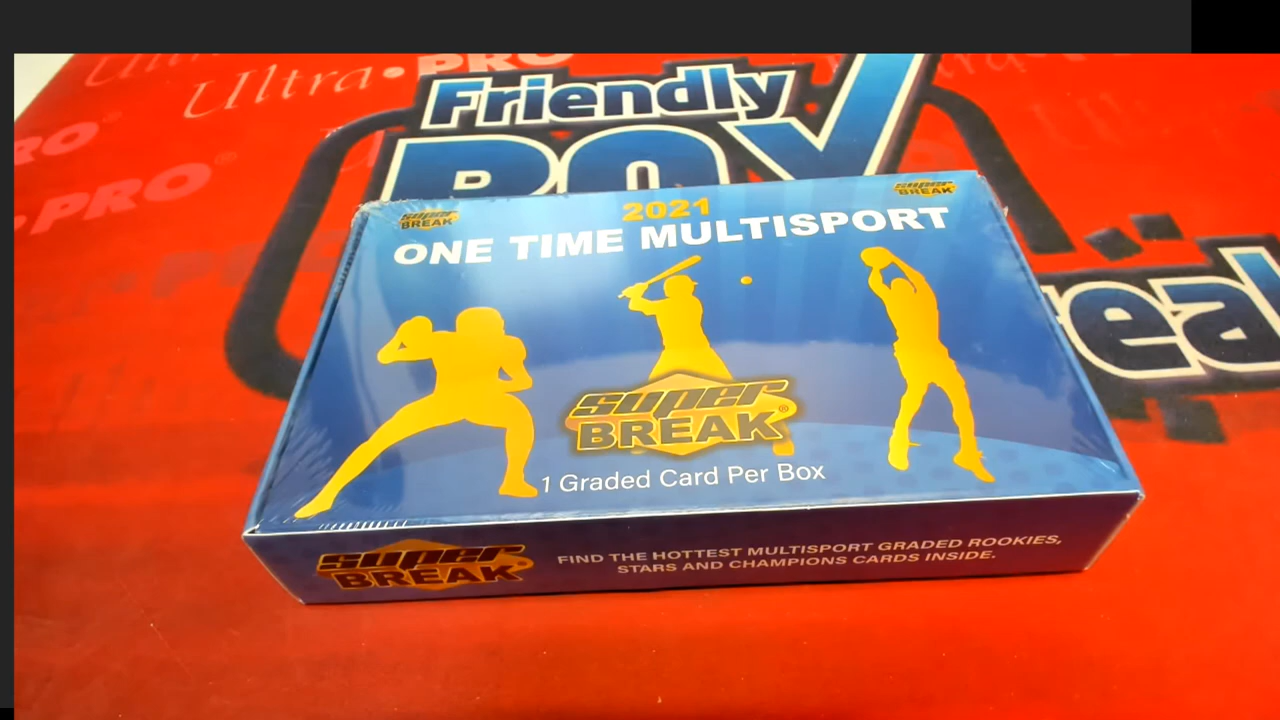 Ultra•PRO
Friendly
BOX
PRO
PRO®
super
BREAK
super
BREAK
2021
ONE TIME MULTISPORT
super
BREAK®
1 Graded Card Per Box
super
BREAK®
FIND THE HOTTEST MULTISPORT GRADED ROOKIES,
STARS AND CHAMPIONS CARDS INSIDE.